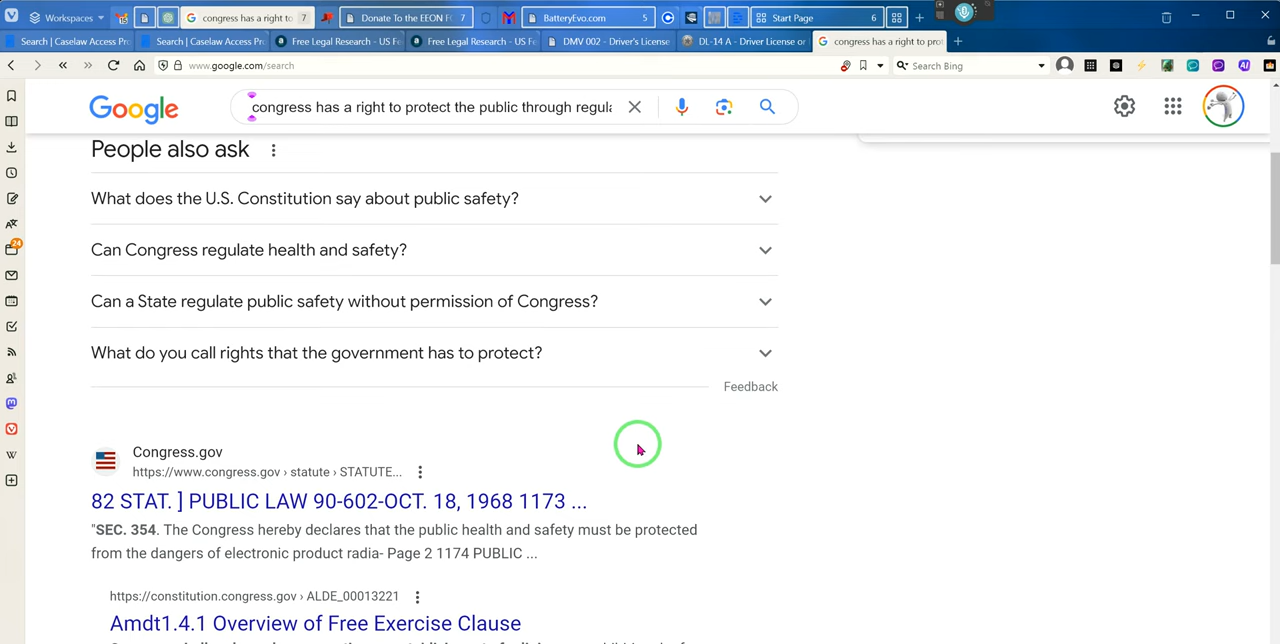 Workspaces
congress has a right to
7
Donate To the EEON F
7
BatteryEvo.com
5
Start Page
6
Search | Caselaw Access Pr
Search | Caselaw Access Pr
Free Legal Research - US F
Free Legal Research - US F
DMV 002 - Driver's License
DL-14 A - Driver License or
congress has a right to prot
www.google.com/search
Search Bing
AI
Google
congress has a right to protect the public through regula
People also ask
What does the U.S. Constitution say about public safety?
Can Congress regulate health and safety?
24
Can a State regulate public safety without permission of Congress?
What do you call rights that the government has to protect?
Feedback
Congress.gov
https://www.congress.gov › statute › STATUTE...
82 STAT. ] PUBLIC LAW 90-602-OCT. 18, 1968 1173 ...
"SEC. 354. The Congress hereby declares that the public health and safety must be protected
from the dangers of electronic product radia- Page 2 1174 PUBLIC ...
https://constitution.congress.gov › ALDE_00013221
Amdt1.4.1 Overview of Free Exercise Clause